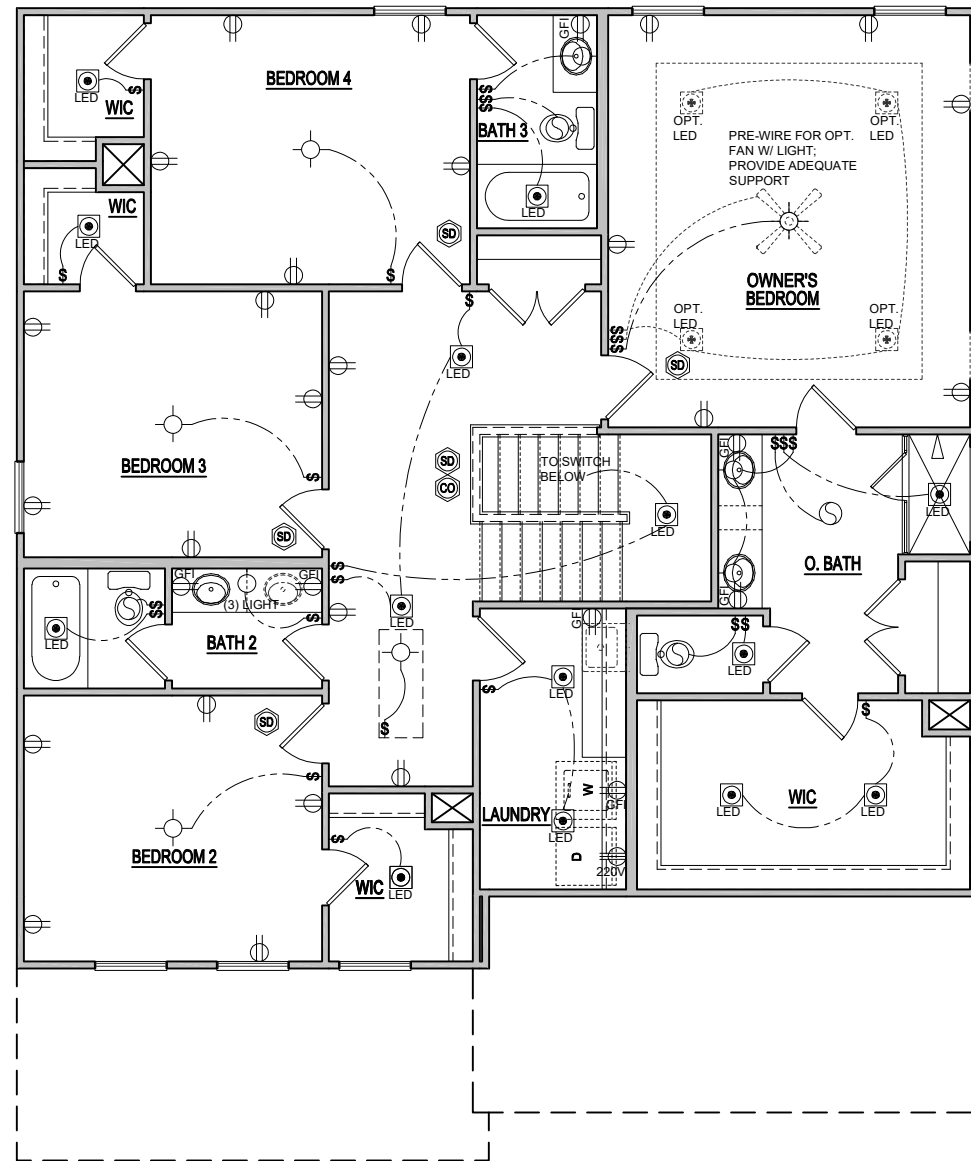 GFI
BEDROOM 4
LED
$
WIC
$
$
$
BATH 3
OPT.
LED
OPT.
LED
PRE-WIRE FOR OPT.
FAN W/ LIGHT;
PROVIDE ADEQUATE
SUPPORT
WIC
LED
LED
SD
$
$
$
OWNER'S
BEDROOM
OPT.
LED
OPT.
LED
$
$
$
LED
SD
BEDROOM 3
$
SD
CO
TO SWITCH
BELOW
GFI
$$$
LED
LED
SD
O. BATH
GFI
GFI
GFI
$
$
(3) LIGHT
$
$
LED
$
LED
BATH 2
GFI
$$
LED
$
LED
SD
$
$
$
LED
WIC
LED
LED
W
GFI
LAUNDRY
LED
$
BEDROOM 2
WIC
LED
D
220V